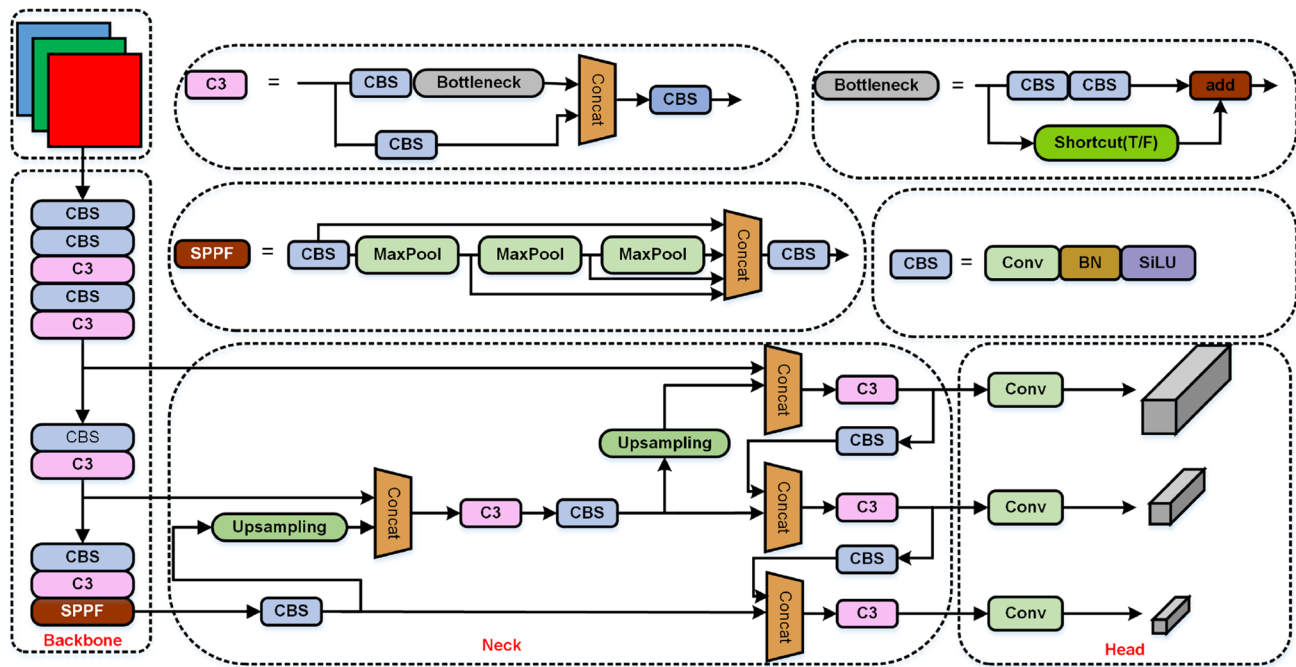 C3 = CBS Bottleneck Concat CBS
CBS
Bottleneck = CBS CBS add
Shortcut(T/F)
CBS
CBS
C3
CBS
C3
SPPF = CBS MaxPool MaxPool MaxPool Concat CBS
CBS = Conv BN SiLU
CBS
C3
CBS
C3
SPPF
Backbone
Concat C3 Conv
Upsampling CBS
Concat C3 CBS Concat C3 Conv
Upsampling
CBS
CBS Concat C3 Conv
Neck
Head